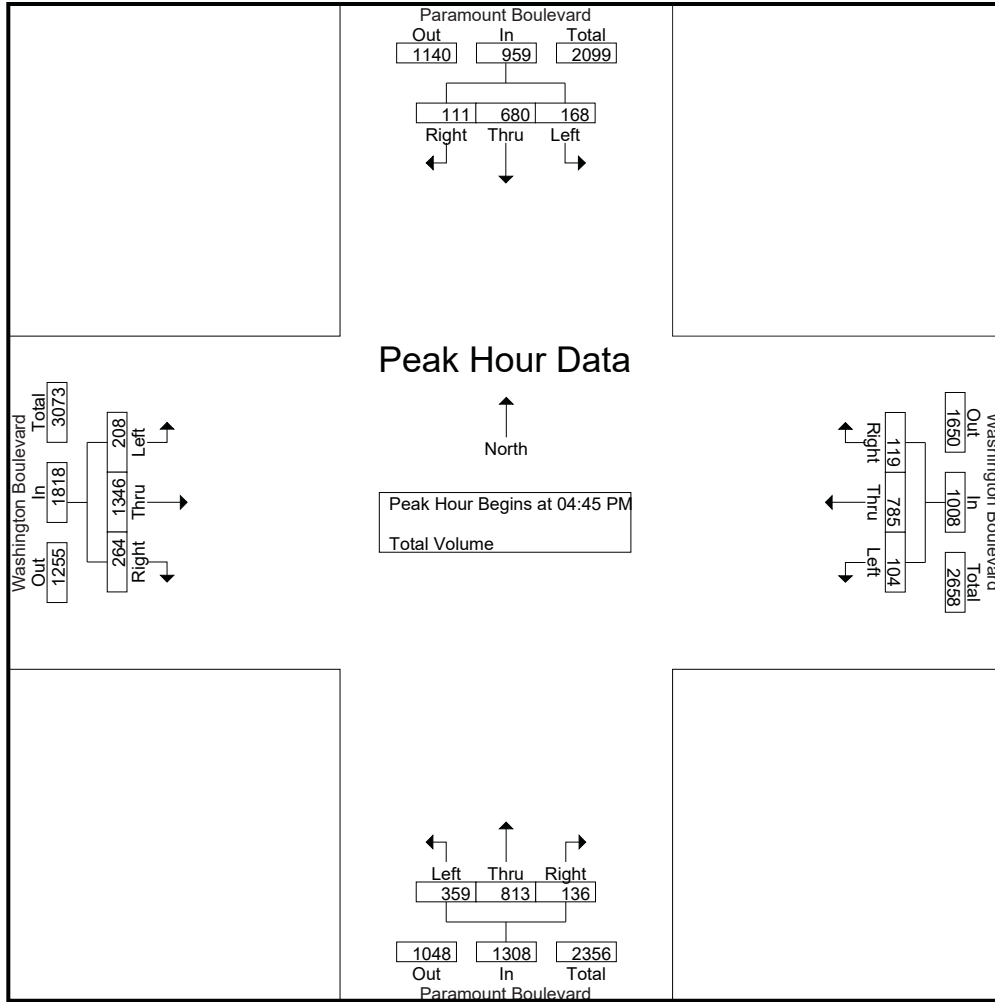 Paramount Boulevard
Out In Total
1140 959 2099
111 680 168
Right Thru Left
Peak Hour Data
North
Peak Hour Begins at 04:45 PM
Total Volume
Washington Boulevard
Out In Total
1255 1818 3073
264 1346 208
Right Thru Left
Washington Boulevard
Out In Total
1650 1008 2658
119 785 104
Right Thru Left
Left Thru Right
359 813 136
1048 1308 2356
Out In Total
Paramount Boulevard